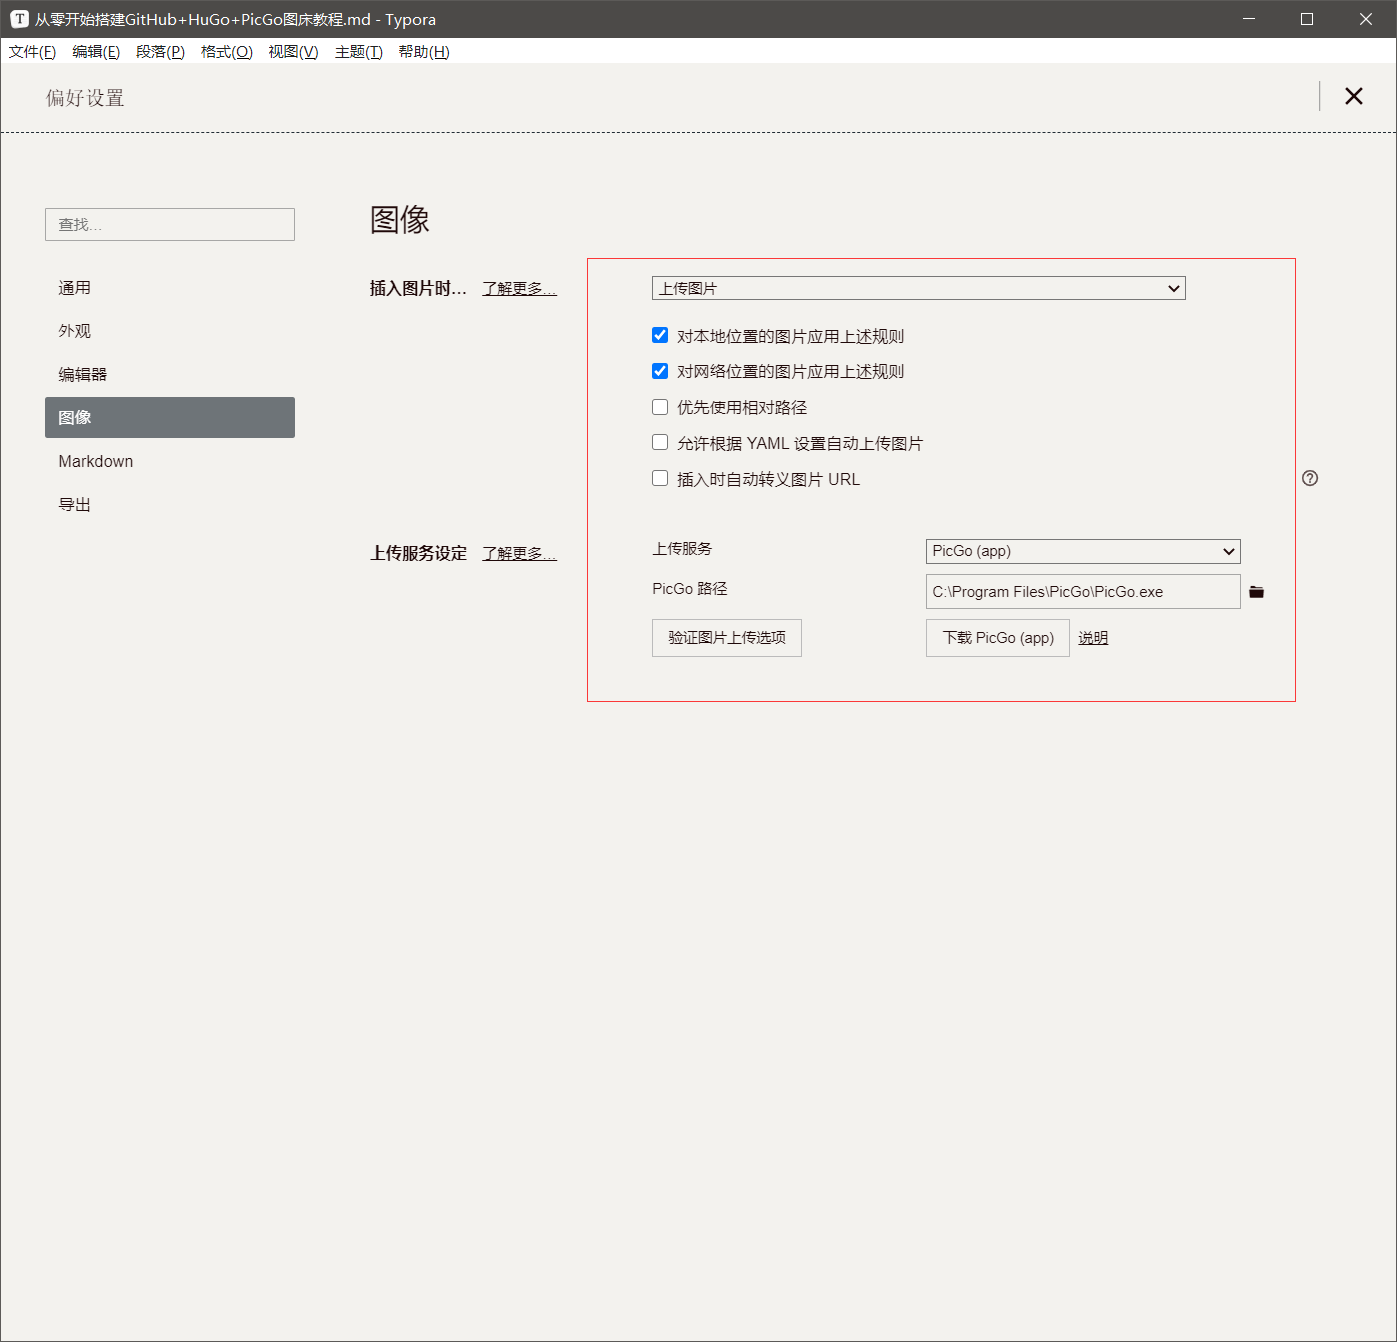 T 从零开始搭建GitHub+HuGo+PicGo图床教程.md - Typora
文件(F) 编辑(E) 段落(P) 格式(O) 视图(V) 主题(T) 帮助(H)
偏好设置
查找...
通用
外观
编辑器
图像
Markdown
导出
图像
插入图片时... 了解更多...
上传图片
对本地位置的图片应用上述规则
对网络位置的图片应用上述规则
优先使用相对路径
允许根据 YAML 设置自动上传图片
插入时自动转义图片 URL
上传服务设定 了解更多...
上传服务 PicGo (app)
PicGo 路径 C:\Program Files\PicGo\PicGo.exe
验证图片上传选项 下载 PicGo (app) 说明